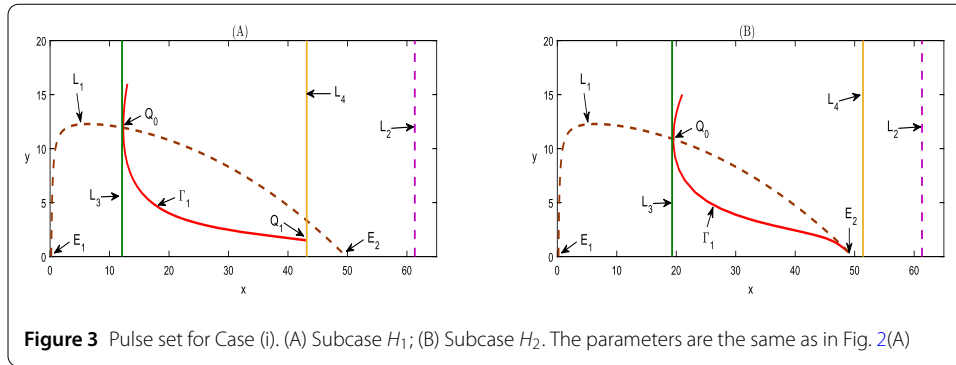 (A)
20
15
10
5
0
y
0 10 20 30 40 50 60
x
L1
Q0
L4
L2
L3
Γ1
Q1
E1
E2
(B)
20
15
10
5
0
y
0 10 20 30 40 50 60
x
L1
L4
Q0
L2
L3
Γ1
E2
E1
Figure 3 Pulse set for Case (i). (A) Subcase H1; (B) Subcase H2. The parameters are the same as in Fig. 2(A)